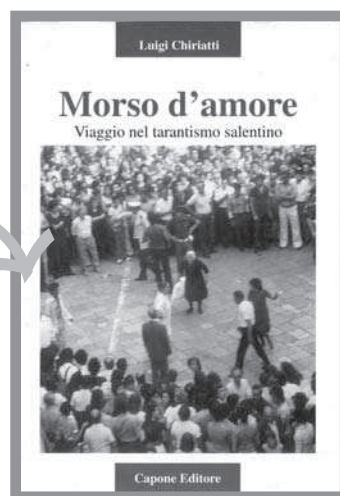 Luigi Chiriatti
Morso d'amore
Viaggio nel tarantismo salentino
Capone Editore